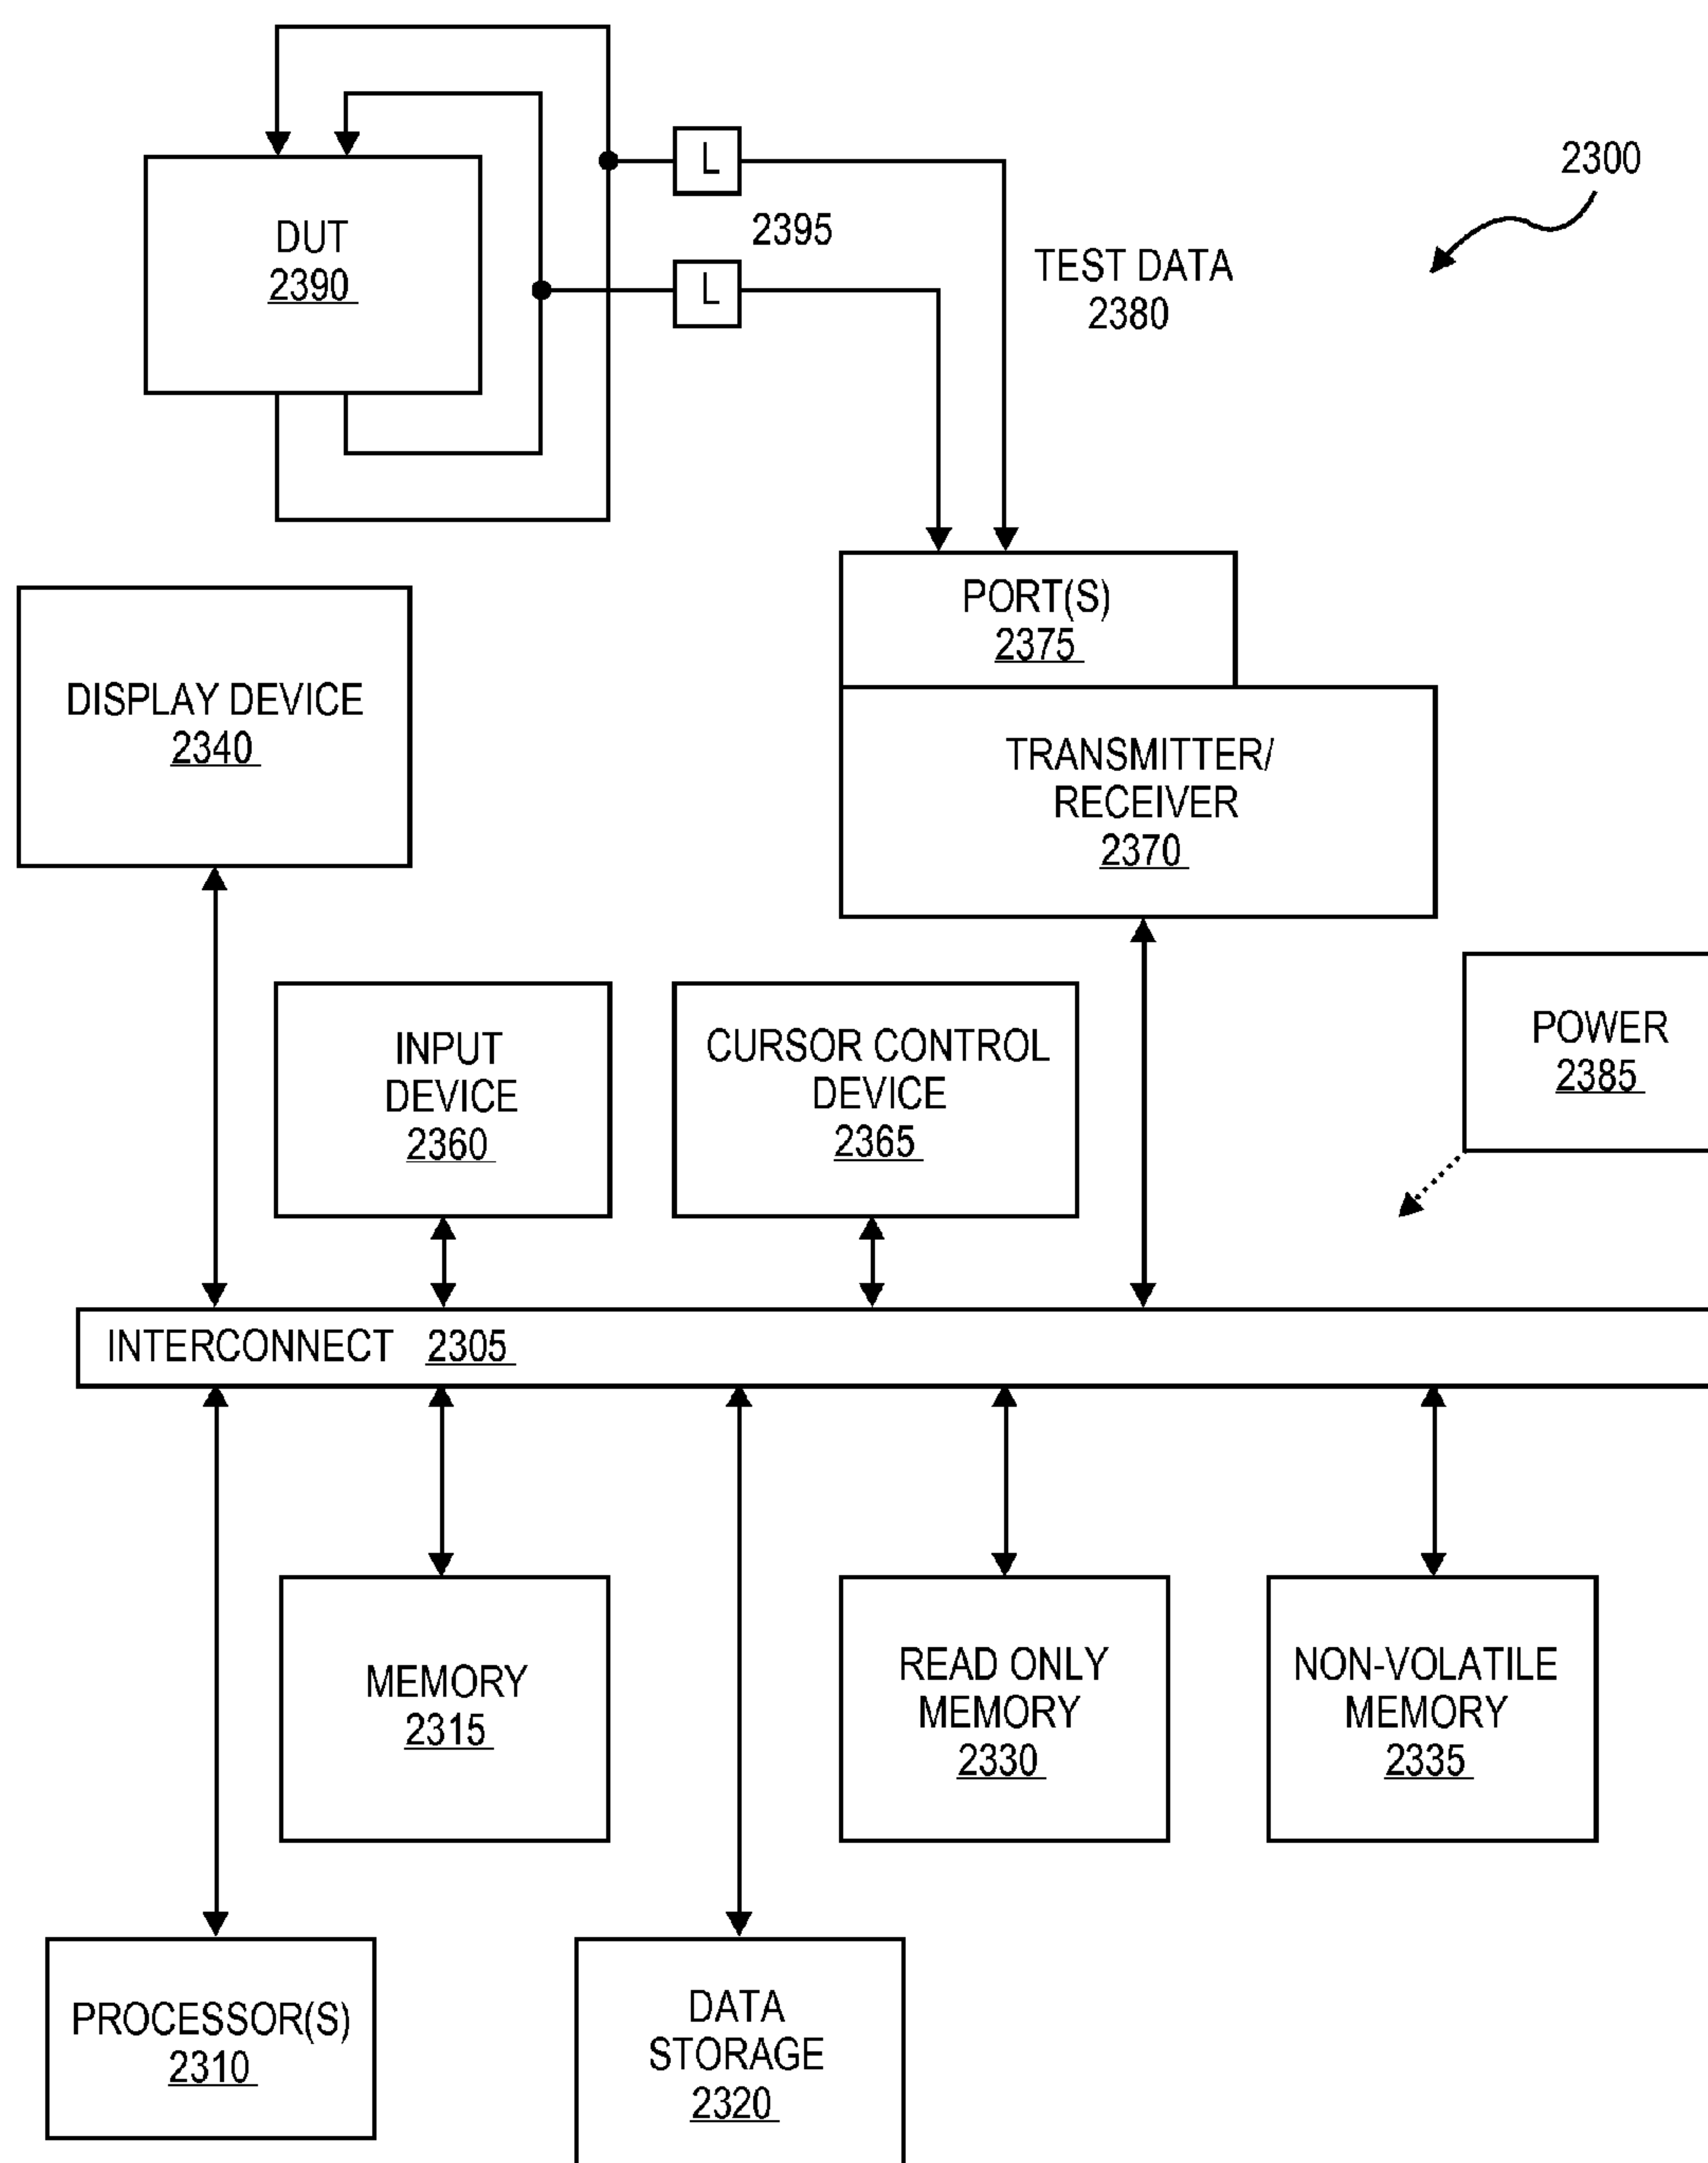 2300
L
2395
L
DUT
2390
TEST DATA
2380
PORT(S)
2375
DISPLAY DEVICE
2340
TRANSMITTER/
RECEIVER
2370
INPUT
DEVICE
2360
CURSOR CONTROL
DEVICE
2365
POWER
2385
INTERCONNECT 2305
MEMORY
2315
READ ONLY
MEMORY
2330
NON-VOLATILE
MEMORY
2335
PROCESSOR(S)
2310
DATA
STORAGE
2320